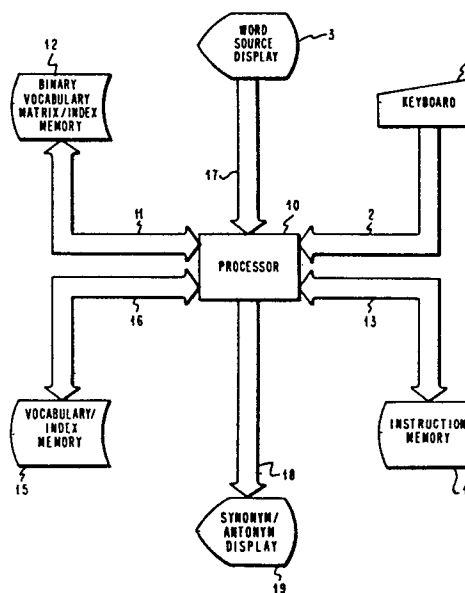 12
WORD
SOURCE
DISPLAY
3
BINARY
VOCABULARY
MATRIX/INDEX
MEMORY
KEYBOARD
17
11
10
2
PROCESSOR
16
13
VOCABULARY/
INDEX
MEMORY
15
INSTRUCTION
MEMORY
18
SYNONYM/
ANTONYM
DISPLAY
19